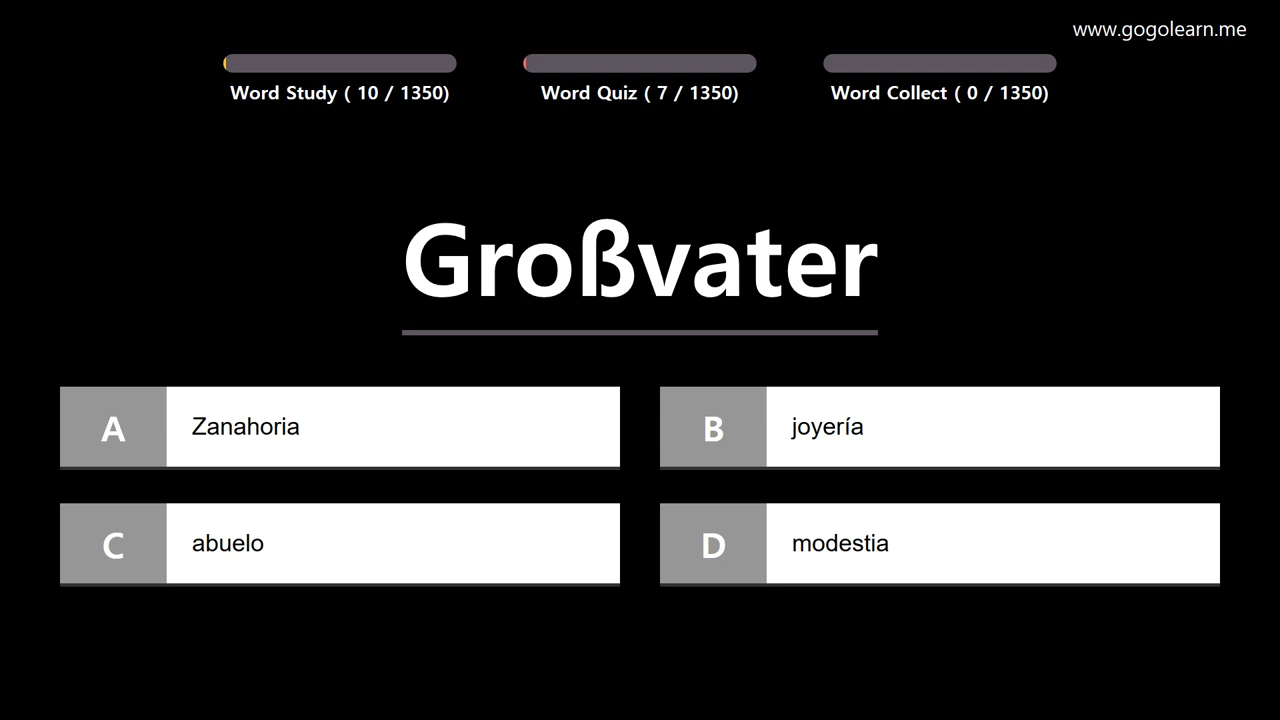 www.gogolearn.me
Word Study ( 10 / 1350)
Word Quiz ( 7 / 1350)
Word Collect ( 0 / 1350)
Großvater
A Zanahoria
B joyería
C abuelo
D modestia